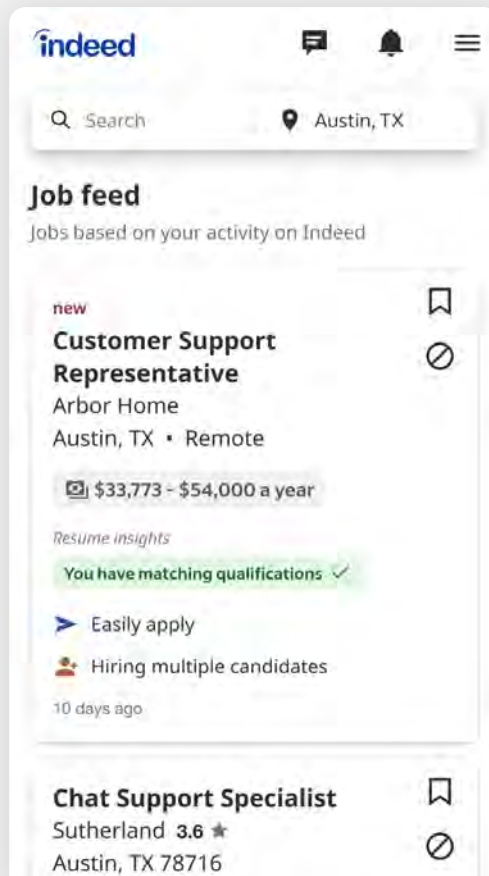 indeed
Search
Austin, TX
Job feed
Jobs based on your activity on Indeed
new
Customer Support
Representative
Arbor Home
Austin, TX • Remote
$33,773 - $54,000 a year
Resume insights
You have matching qualifications
Easily apply
Hiring multiple candidates
10 days ago
Chat Support Specialist
Sutherland 3.6 ★
Austin, TX 78716